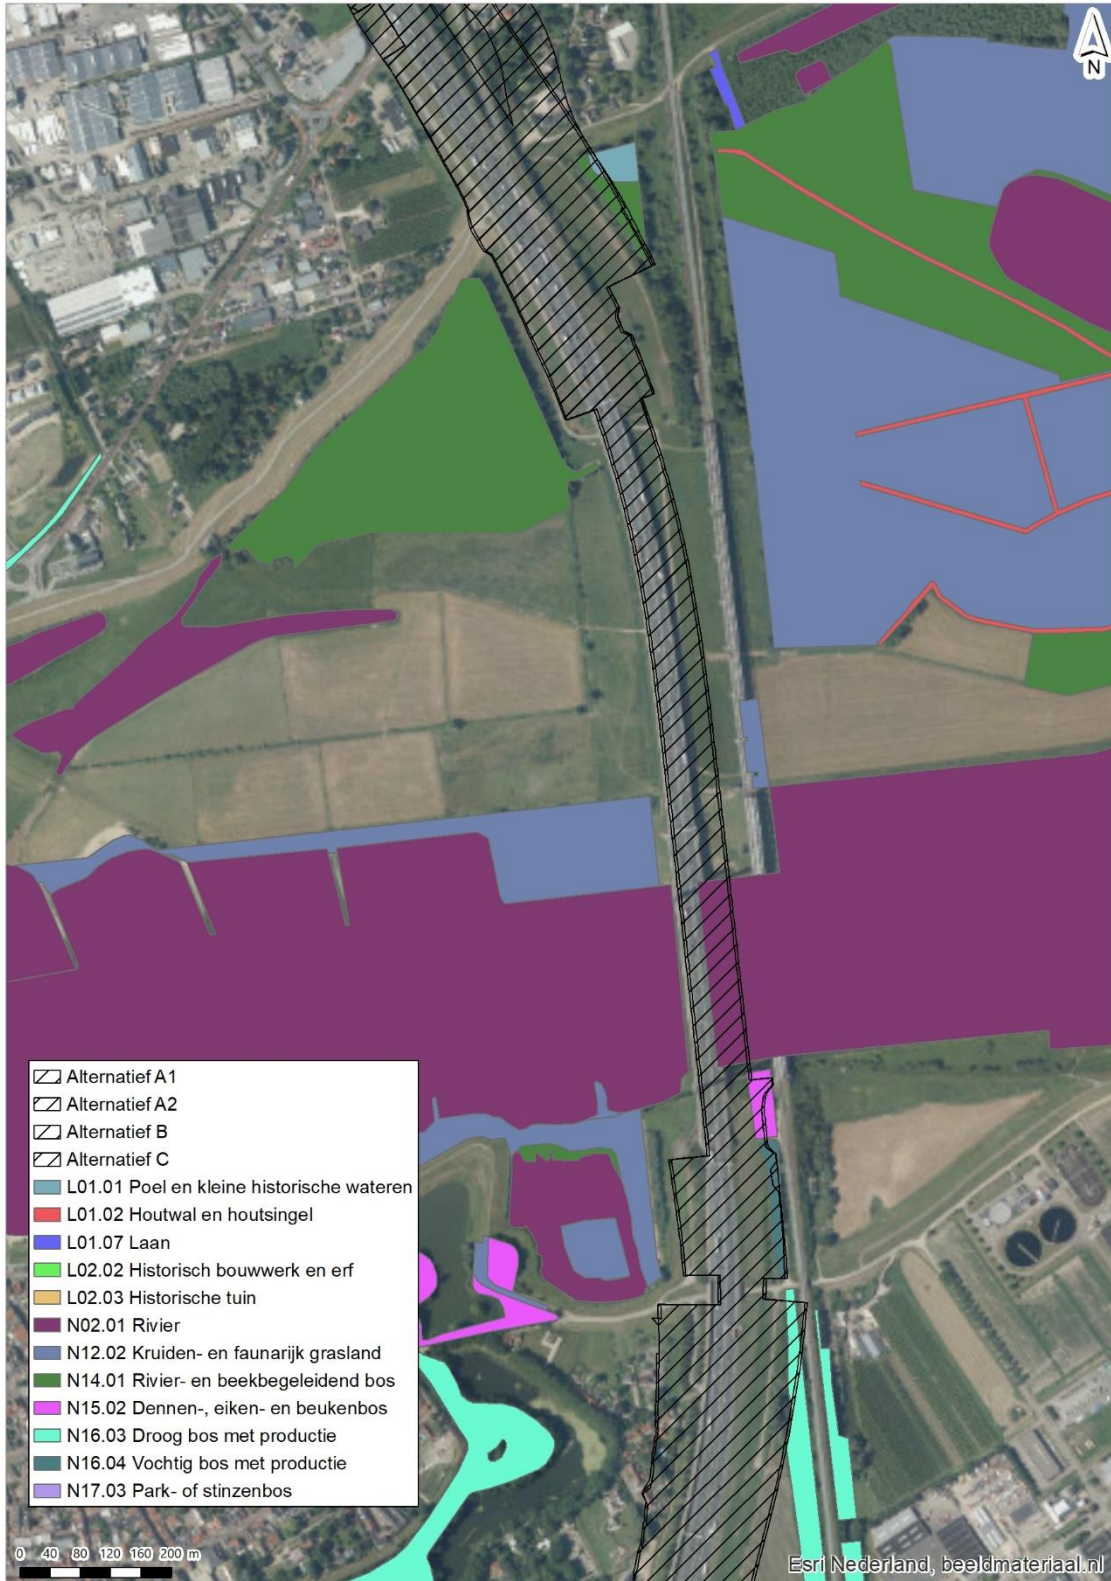 N
Alternatief A1
Alternatief A2
Alternatief B
Alternatief C
L01.01 Poel en kleine historische wateren
L01.02 Houtwal en houtsingel
L01.07 Laan
L02.02 Historisch bouwwerk en erf
L02.03 Historische tuin
N02.01 Rivier
N12.02 Kruiden- en faunarijk grasland
N14.01 Rivier- en beekbegeleidend bos
N15.02 Dennen-, eiken- en beukenbos
N16.03 Droog bos met productie
N16.04 Vochtig bos met productie
N17.03 Park- of stinzenbos
0 40 80 120 160 200 m
Esri Nederland, beeldmateriaal.nl